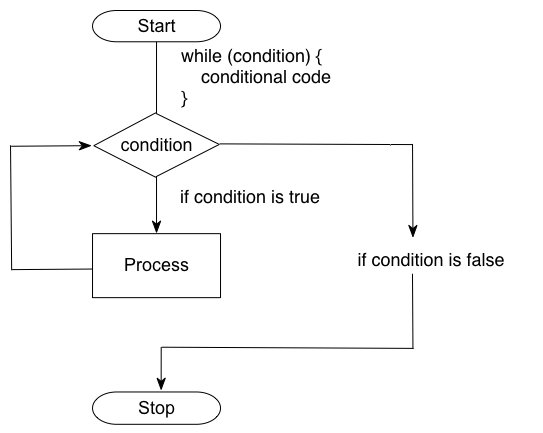 Start
while (condition) {
conditional code
}
condition
if condition is true
Process
if condition is false
Stop